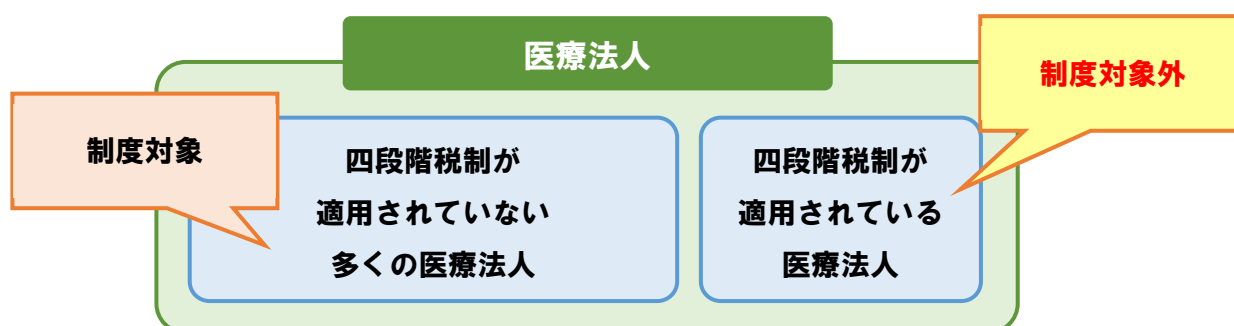 医療法人
制度対象外
制度対象
四段階税制が
適用されていない
多くの医療法人
四段階税制が
適用されている
医療法人